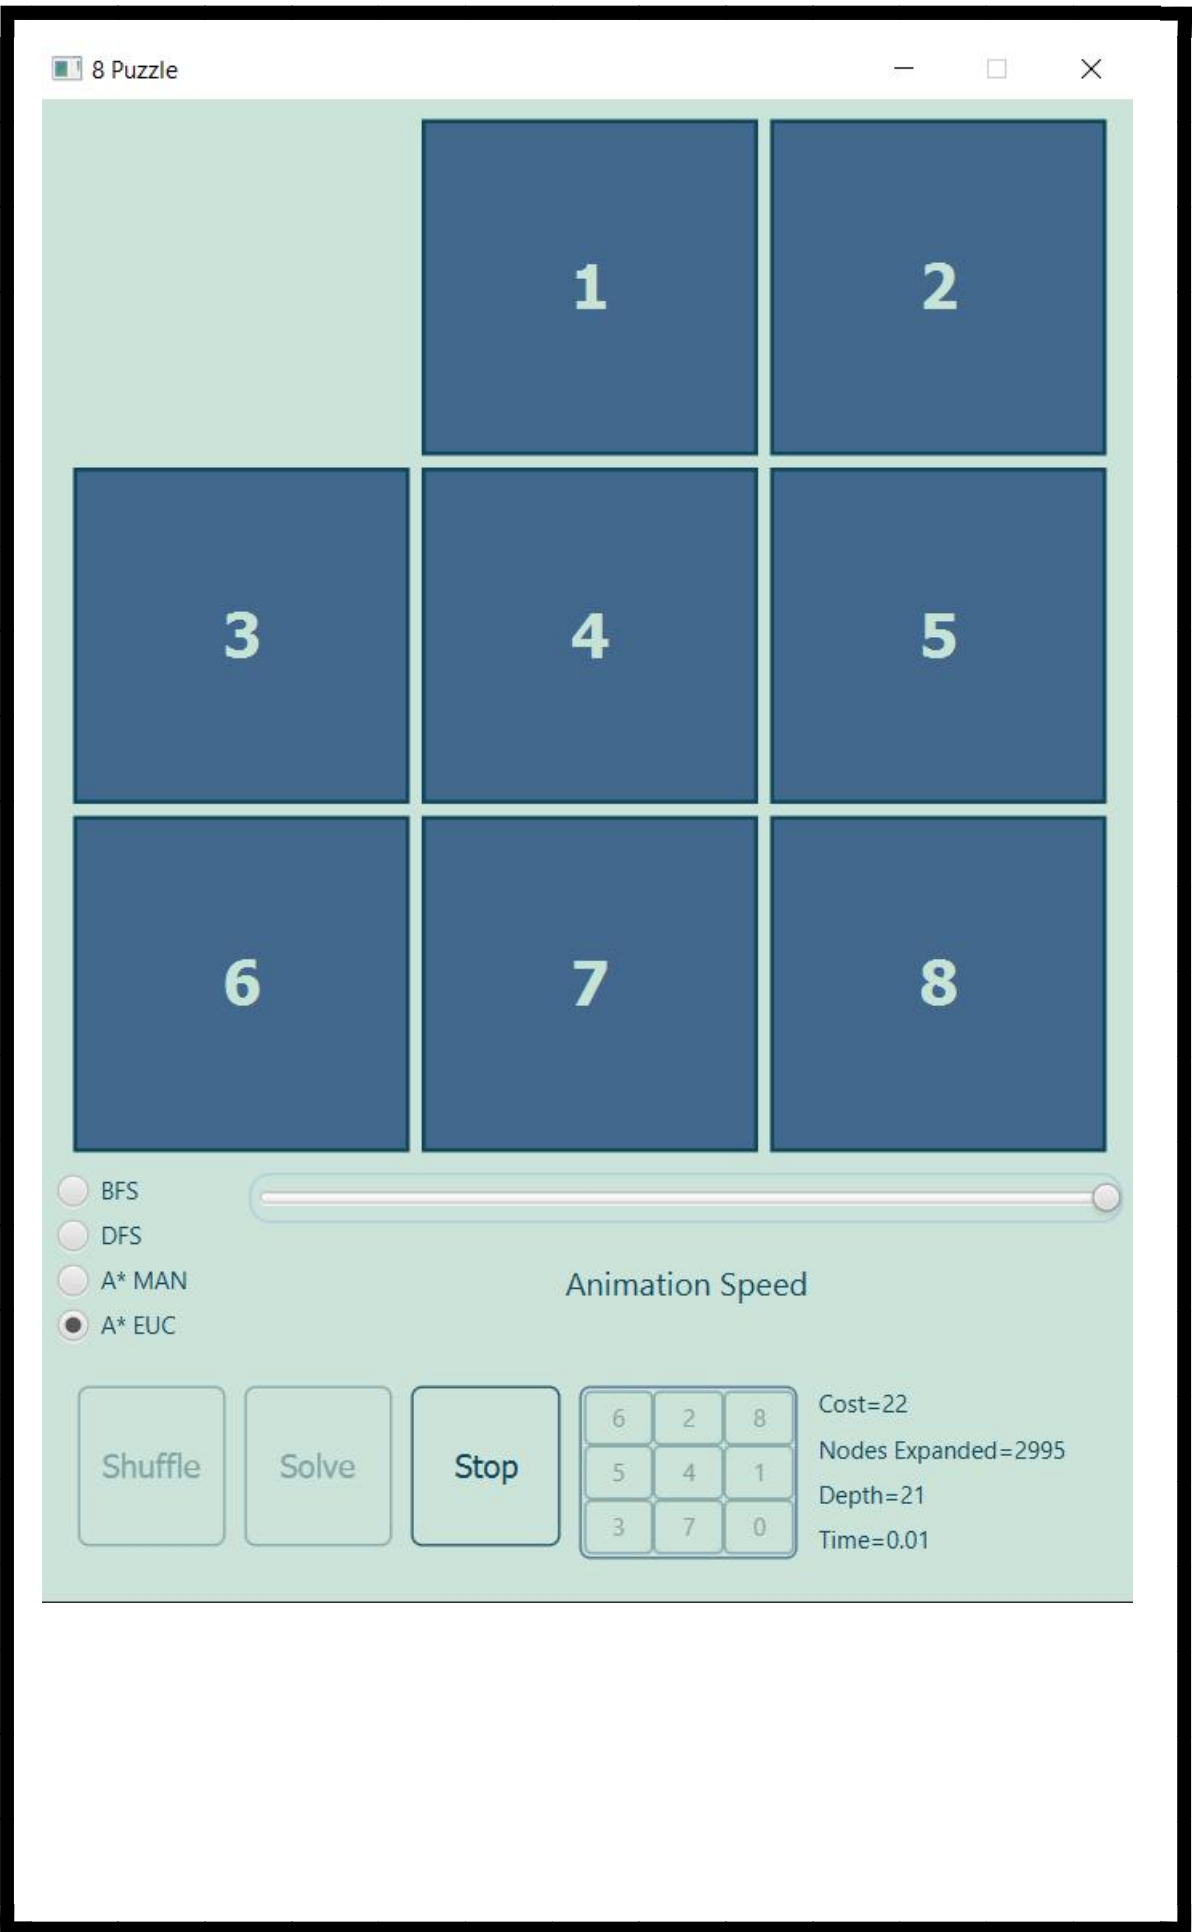 8 Puzzle
1 2
3 4 5
6 7 8
BFS
DFS
A* MAN
A* EUC
Animation Speed
Shuffle
Solve
Stop
6 2 8
5 4 1
3 7 0
Cost=22
Nodes Expanded=2995
Depth=21
Time=0.01